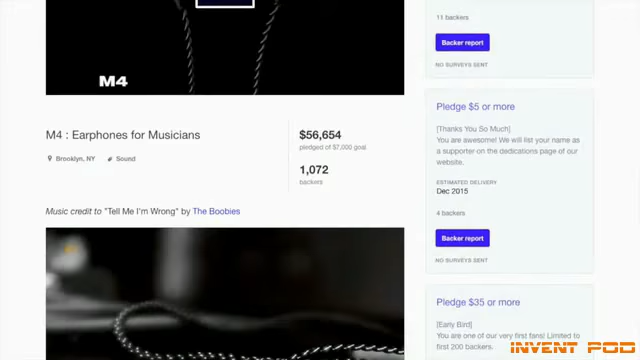 M4
M4 : Earphones for Musicians
Brooklyn, NY
Sound
$56,654
pledged of $7,000 goal
1,072
backers
Music credit to "Tell Me I'm Wrong" by The Boobies
11 backers
Backer report
NO SURVEYS SENT
Pledge $5 or more
[Thanks You So Much]
You are awesome! We will list your name as
a supporter on the dedications page of our
website.
ESTIMATED DELIVERY
Dec 2015
4 backers
Backer report
NO SURVEYS SENT
Pledge $35 or more
[Early Bird]
You are one of our very first fans! Limited to
first 200 backers.
INVENT POD